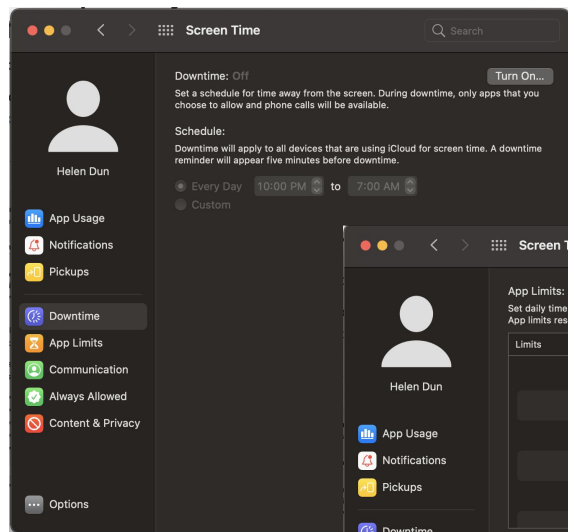 Screen Time
Search
Downtime: Off
Turn On...
Set a schedule for time away from the screen. During downtime, only apps that you
choose to allow and phone calls will be available.
Schedule:
Downtime will apply to all devices that are using iCloud for screen time. A downtime
reminder will appear five minutes before downtime.
Every Day 10:00 PM to 7:00 AM
Custom
Helen Dun
App Usage
Notifications
Pickups
Downtime
App Limits
Communication
Always Allowed
Content & Privacy
Options
Screen T
App Limits:
Set daily time
App limits res
Limits
Helen Dun
App Usage
Notifications
Pickups
Downtime